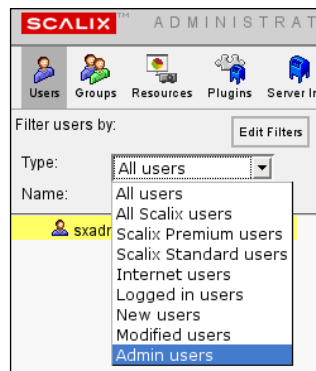 SCALIX™ ADMINISTRAT
Users Groups Resources Plugins Server In
Filter users by: Edit Filters
Type: All users
Name: All users
All Scalix users
sxadr Scalix Premium users
Scalix Standard users
Internet users
Logged in users
New users
Modified users
Admin users